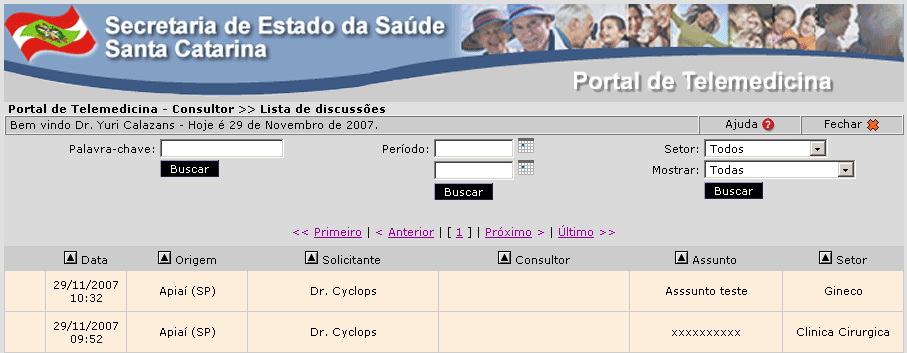 Secretaria de Estado da Saúde
Santa Catarina
Portal de Telemedicina
Portal de Telemedicina - Consultor >> Lista de discussões
Bem vindo Dr. Yuri Calazans - Hoje é 29 de Novembro de 2007. Ajuda ? Fechar
Palavra-chave: Período: Setor: Todos
Buscar Mostrar: Todas
Buscar Buscar
<< Primeiro | < Anterior | [ 1 ] | Próximo > | Último >>
Data Origem Solicitante Consultor Assunto Setor
29/11/2007
10:32 Apiaí (SP) Dr. Cyclops Asssunto teste Gineco
29/11/2007
09:52 Apiaí (SP) Dr. Cyclops xxxxxxxxxx Clinica Cirurgica